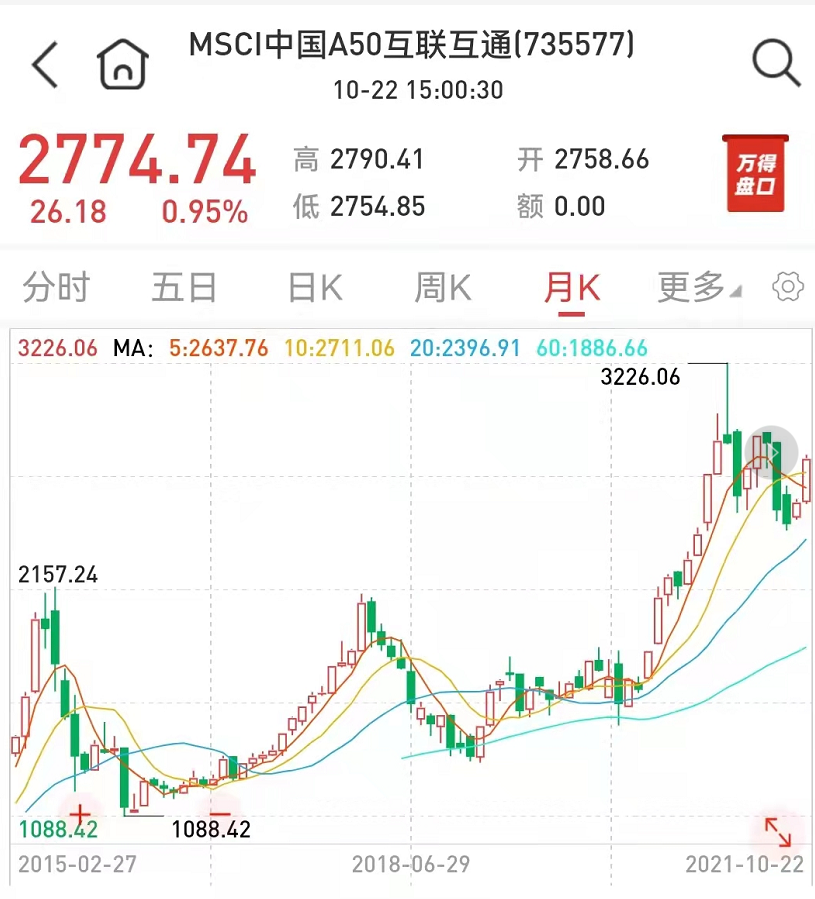 MSCI中国A50互联互通(735577)
10-22 15:00:30
2774.74 高 2790.41 开 2758.66 万得
26.18 0.95% 低 2754.85 额 0.00 盘口
分时 五日 日K 周K 月K 更多
3226.06 MA: 5:2637.76 10:2711.06 20:2396.91 60:1886.66
3226.06
2157.24
1088.42 1088.42
2015-02-27 2018-06-29 2021-10-22